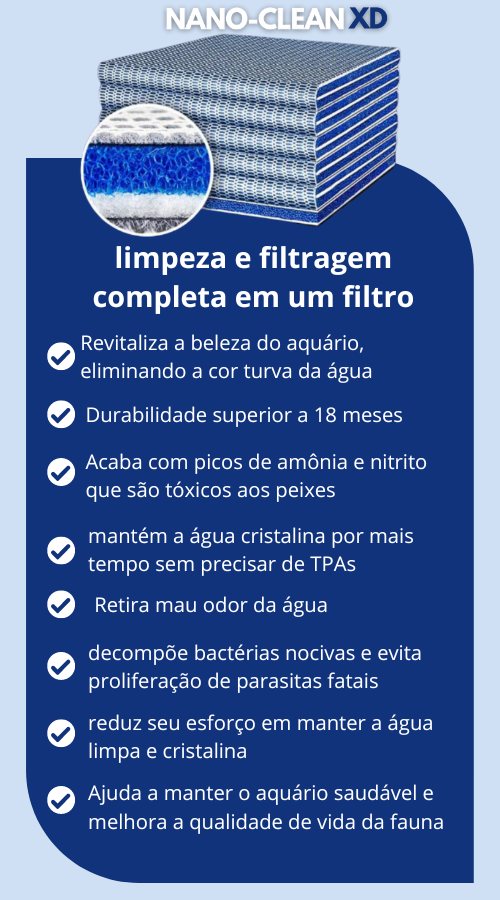 NANO-CLEAN XD
limpeza e filtragem
completa em um filtro
Revitaliza a beleza do aquário,
eliminando a cor turva da água
Durabilidade superior a 18 meses
Acaba com picos de amônia e nitrito
que são tóxicos aos peixes
mantém a água cristalina por mais
tempo sem precisar de TPAs
Retira mau odor da água
decompõe bactérias nocivas e evita
proliferação de parasitas fatais
reduz seu esforço em manter a água
limpa e cristalina
Ajuda a manter o aquário saudável e
melhora a qualidade de vida da fauna